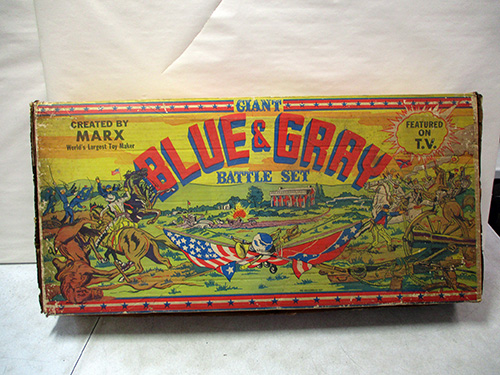 GIANT
BLUE & GRAY
BATTLE SET
CREATED BY
MARX
World's Largest Toy Maker
FEATURED
ON
T.V.